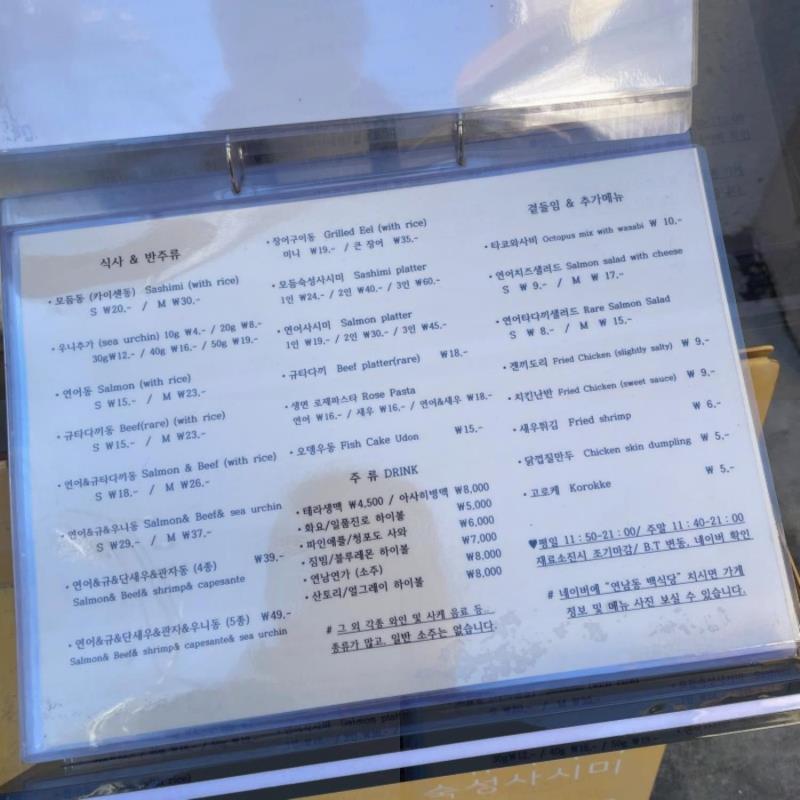 식사 & 반주류
• 모듬동 (카이센동) Sashimi (with rice)
S ₩20.- / M ₩30.-
• 우니추가 (sea urchin) 10g ₩4.- / 20g ₩8.-
30g₩12.- / 40g ₩16.- / 50g ₩19.-
• 연어동 Salmon (with rice)
S ₩15.- / M ₩23.-
• 규타다끼동 Beef(rare) (with rice)
S ₩15.- / M ₩23.-
• 연어&규타다끼동 Salmon & Beef (with rice)
S ₩18.- / M ₩26.-
• 연어&규&우니동 Salmon& Beef& sea urchin
S ₩29.- / M ₩37.-
• 연어&규&단새우&관자동 (4종) ₩39.-
Salmon& Beef& shrimp& capesante
• 연어&규&단새우&관자&우니동 (5종) ₩49.-
Salmon& Beef& shrimp& capesante& sea urchin
• 장어구이동 Grilled Eel (with rice)
미니 ₩19.- / 큰 장어 ₩35.-
• 모듬숙성사시미 Sashimi platter
1인 ₩24.- / 2인 ₩40.- / 3인 ₩60.-
• 연어사시미 Salmon platter
1인 ₩19.- / 2인 ₩30.- / 3인 ₩45.-
• 규타다끼 Beef platter(rare) ₩18.-
• 생면 로제파스타 Rose Pasta
연어 ₩16.- / 새우 ₩16.- / 연어&새우 ₩18.-
• 오뎅우동 Fish Cake Udon ₩15.-
주 류 DRINK
• 테라생맥 ₩4,500 / 아사히병맥 ₩8,000
• 화요/일품진로 하이볼 ₩5,000
• 파인애플/청포도 사와 ₩6,000
• 짐빔/블루레몬 하이볼 ₩7,000
• 연남연가 (소주) ₩8,000
• 산토리/얼그레이 하이볼 ₩8,000
# 그 외 각종 와인 및 사케 음료 등..
종류가 많고, 일반 소주는 없습니다.
곁들임 & 추가메뉴
• 타코와사비 Octopus mix with wasabi ₩ 10.-
• 연어치즈샐러드 Salmon salad with cheese
S ₩ 9.- / M ₩ 17.-
• 연어타다끼샐러드 Rare Salmon Salad
S ₩ 8.- / M ₩ 15.-
• 껜끼도리 Fried Chicken (slightly salty) ₩ 9.-
• 치킨난반 Fried Chicken (sweet sauce) ₩ 9.-
• 새우튀김 Fried shrimp ₩ 6.-
• 닭껍질만두 Chicken skin dumpling ₩ 5.-
• 고로케 Korokke ₩ 5.-
♥평일 11:50-21:00/ 주말 11:40-21:00
재료소진시 조기마감/ B.T 변동, 네이버 확인
# 네이버에 "연남동 백식당" 치시면 가게
정보 및 메뉴 사진 보실 수 있습니다.
Salmon platter
30g₩12.- / 40g ₩16.- / 50g ₩19.-
숙성사시미